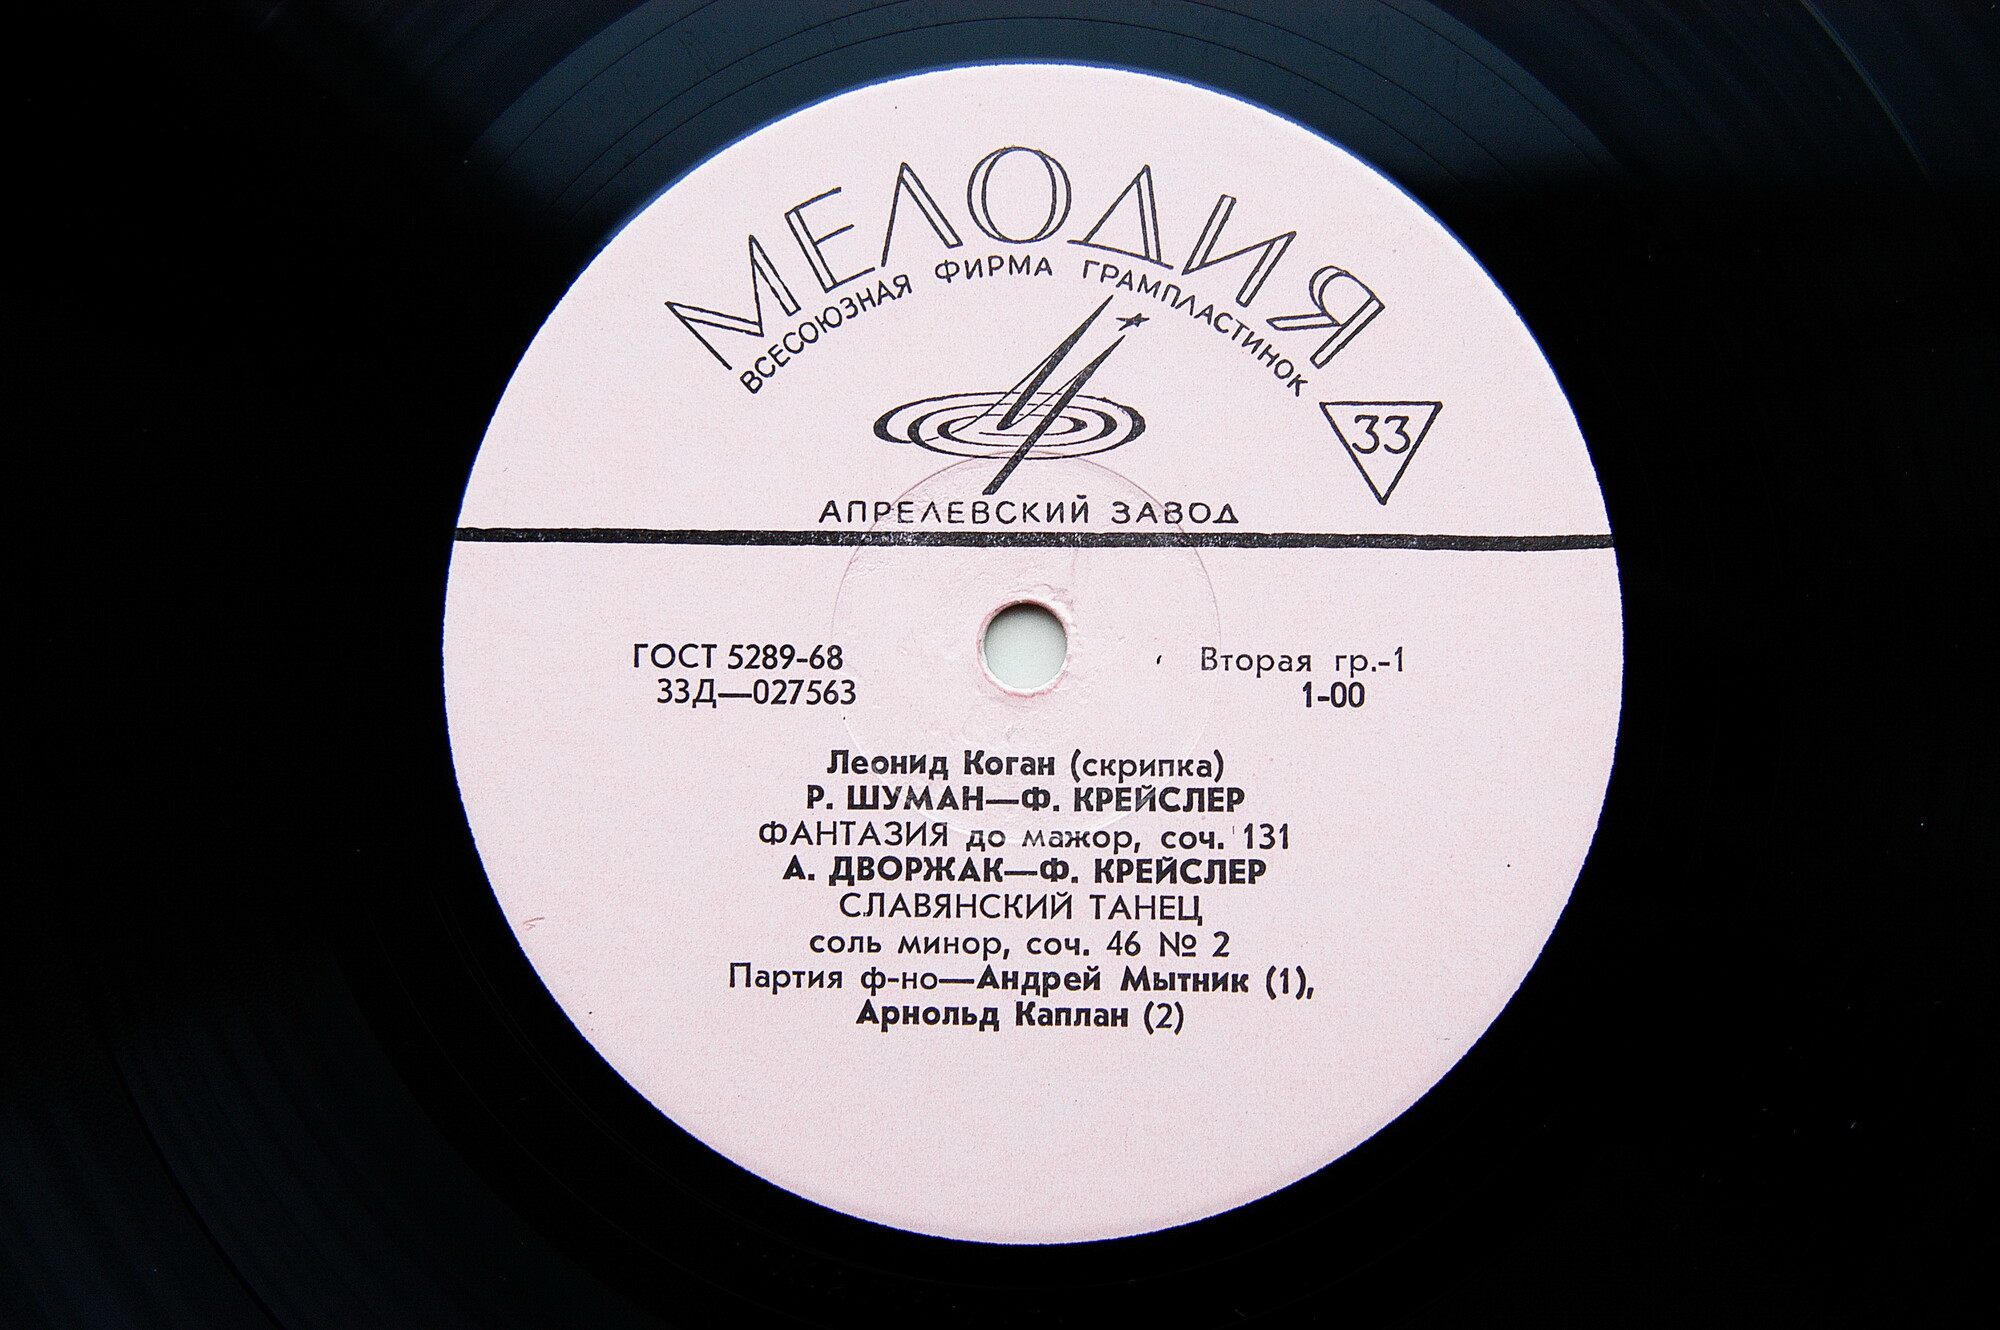 МЕЛОДИЯ
ВСЕСОЮЗНАЯ ФИРМА ГРАМПЛАСТИНОК
33
АПРЕЛЕВСКИЙ ЗАВОД
ГОСТ 5289-68
33Д—027563
Вторая гр.-1
1-00
Леонид Коган (скрипка)
Р. ШУМАН—Ф. КРЕЙСЛЕР
ФАНТАЗИЯ до мажор, соч. 131
А. ДВОРЖАК—Ф. КРЕЙСЛЕР
СЛАВЯНСКИЙ ТАНЕЦ
соль минор, соч. 46 № 2
Партия ф-но—Андрей Мытник (1),
Арнольд Каплан (2)